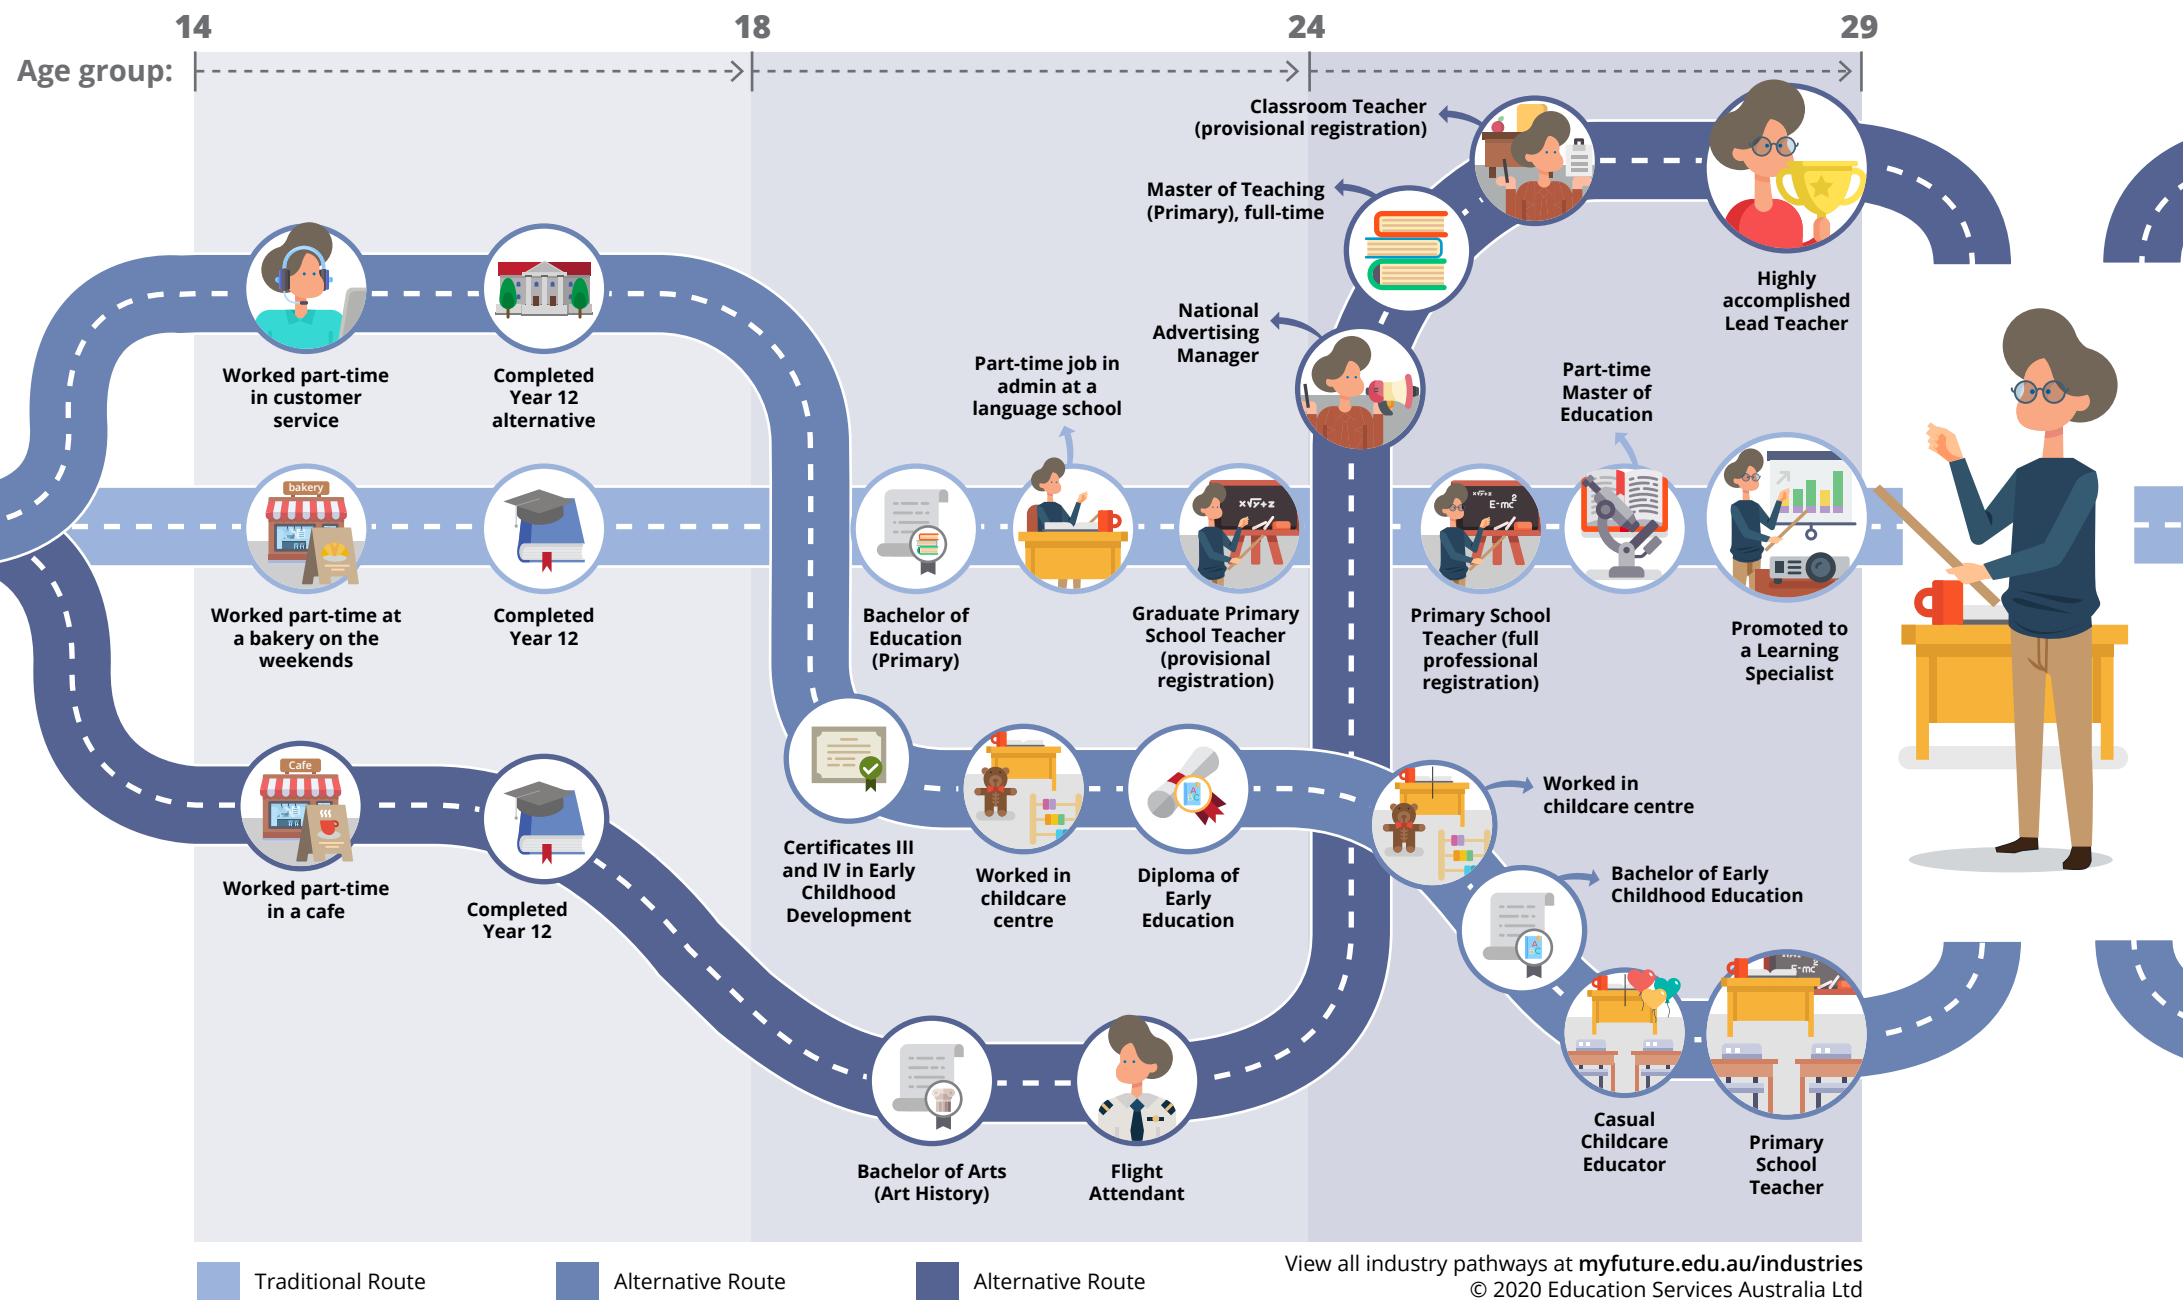 14
18
24
29
Age group:
Classroom Teacher
(provisional registration)
Master of Teaching
(Primary), full-time
National
Advertising
Manager
Highly
accomplished
Lead Teacher
Worked part-time
in customer
service
Completed
Year 12
alternative
Part-time job in
admin at a
language school
Part-time
Master of
Education
bakery
x√y+z
x√y+z
E-mc²
Worked part-time at
a bakery on the
weekends
Completed
Year 12
Bachelor of
Education
(Primary)
Graduate Primary
School Teacher
(provisional
registration)
Primary School
Teacher (full
professional
registration)
Promoted to
a Learning
Specialist
Cafe
Worked part-time
in a cafe
Completed
Year 12
Certificates III
and IV in Early
Childhood
Development
Worked in
childcare
centre
A
C
Diploma of
Early
Education
Worked in
childcare centre
Bachelor of Early
Childhood Education
A
C
E-mc
Bachelor of Arts
(Art History)
Flight
Attendant
Casual
Childcare
Educator
Primary
School
Teacher
Traditional Route
Alternative Route
Alternative Route
View all industry pathways at myfuture.edu.au/industries
© 2020 Education Services Australia Ltd